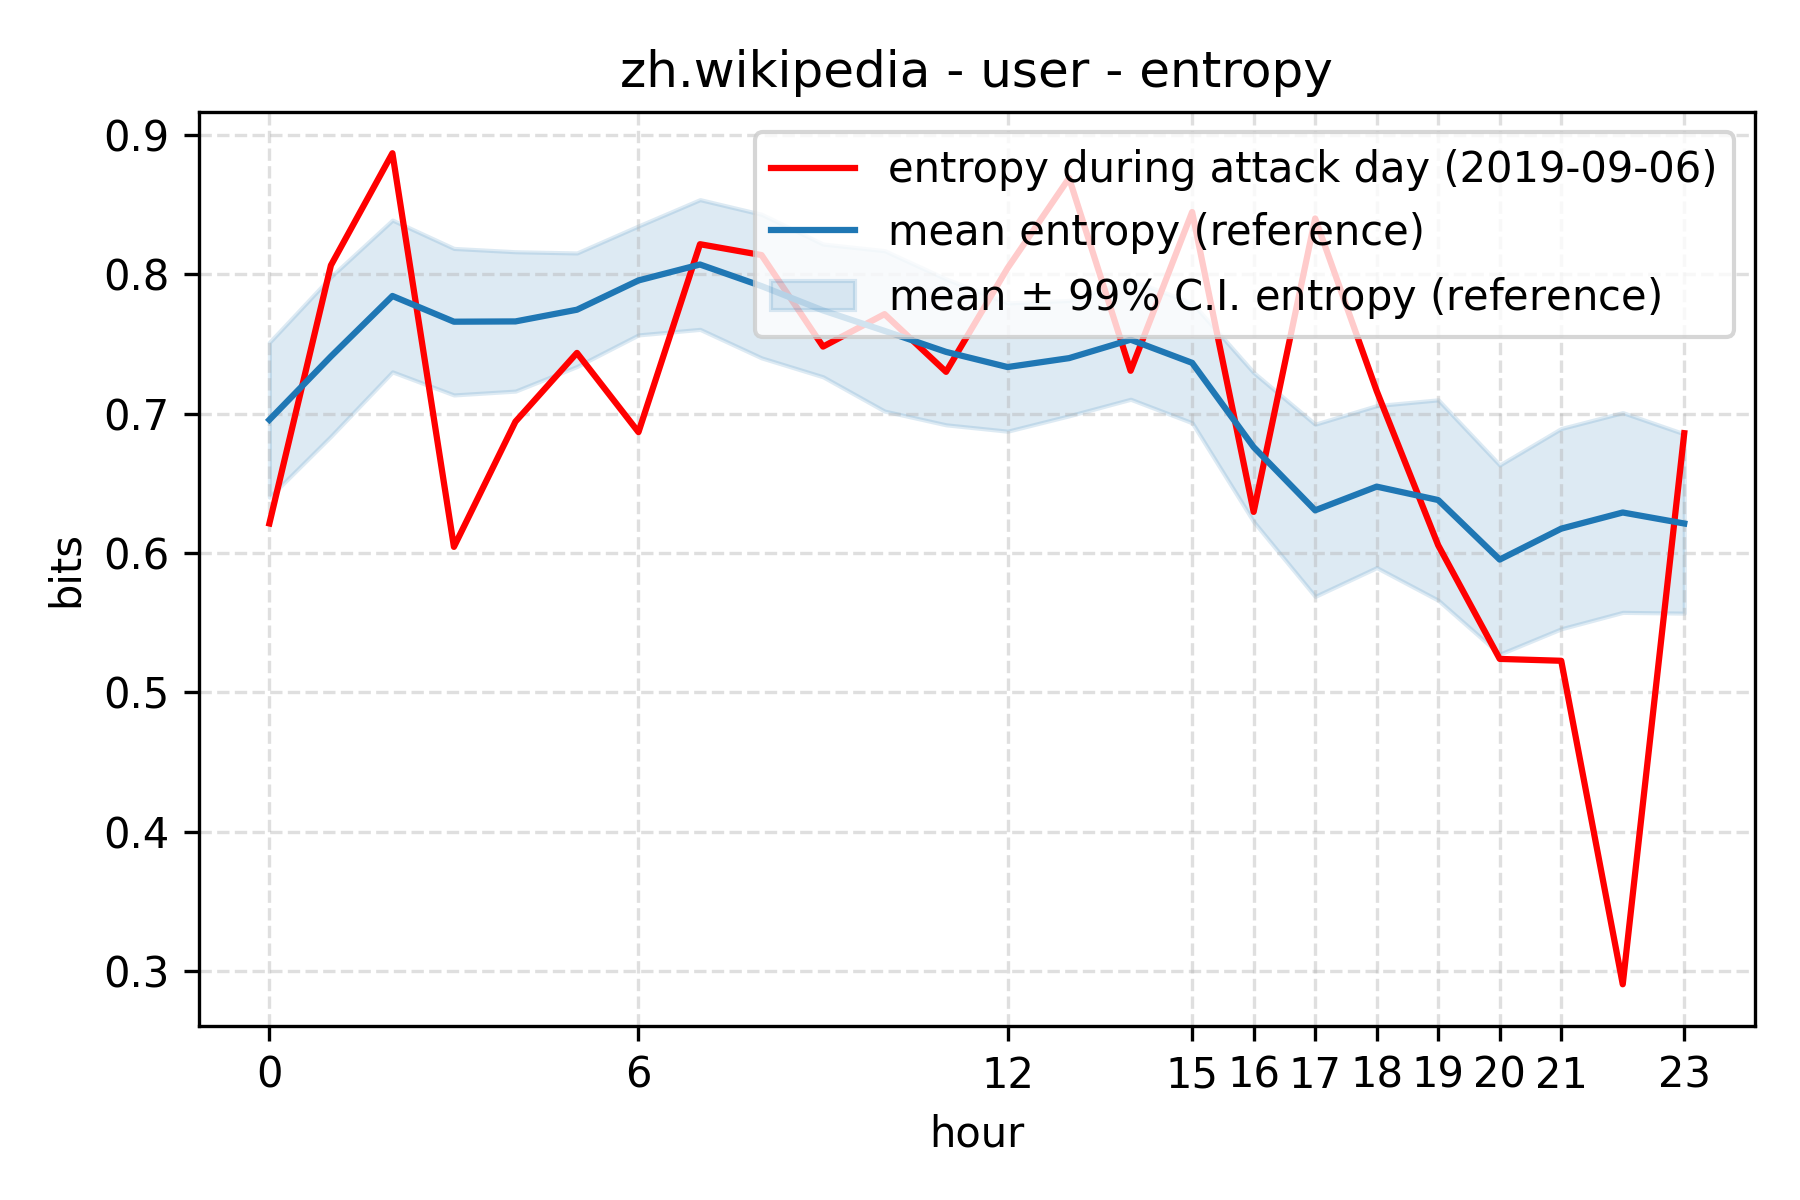 zh.wikipedia - user - entropy
entropy during attack day (2019-09-06)
mean entropy (reference)
mean ± 99% C.I. entropy (reference)
0.9
0.8
0.7
0.6
0.5
0.4
0.3
bits
0 6 12 15 16 17 18 19 20 21 23
hour